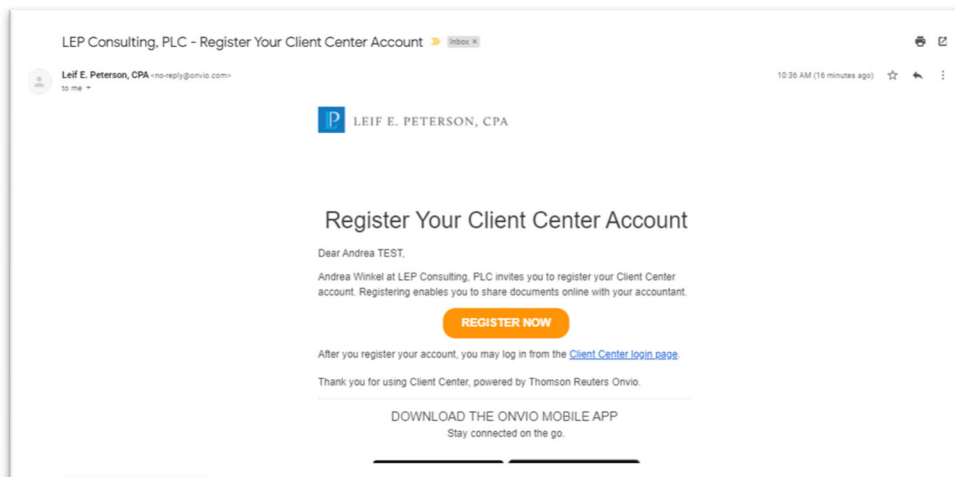 LEP Consulting, PLC - Register Your Client Center Account
Inbox ×
Leif E. Peterson, CPA <no-reply@onvio.com>
10:36 AM (16 minutes ago)
to me
LEIF E. PETERSON, CPA
Register Your Client Center Account
Dear Andrea TEST,
Andrea Winkel at LEP Consulting, PLC invites you to register your Client Center
account. Registering enables you to share documents online with your accountant.
REGISTER NOW
After you register your account, you may log in from the Client Center login page.
Thank you for using Client Center, powered by Thomson Reuters Onvio.
DOWNLOAD THE ONVIO MOBILE APP
Stay connected on the go.